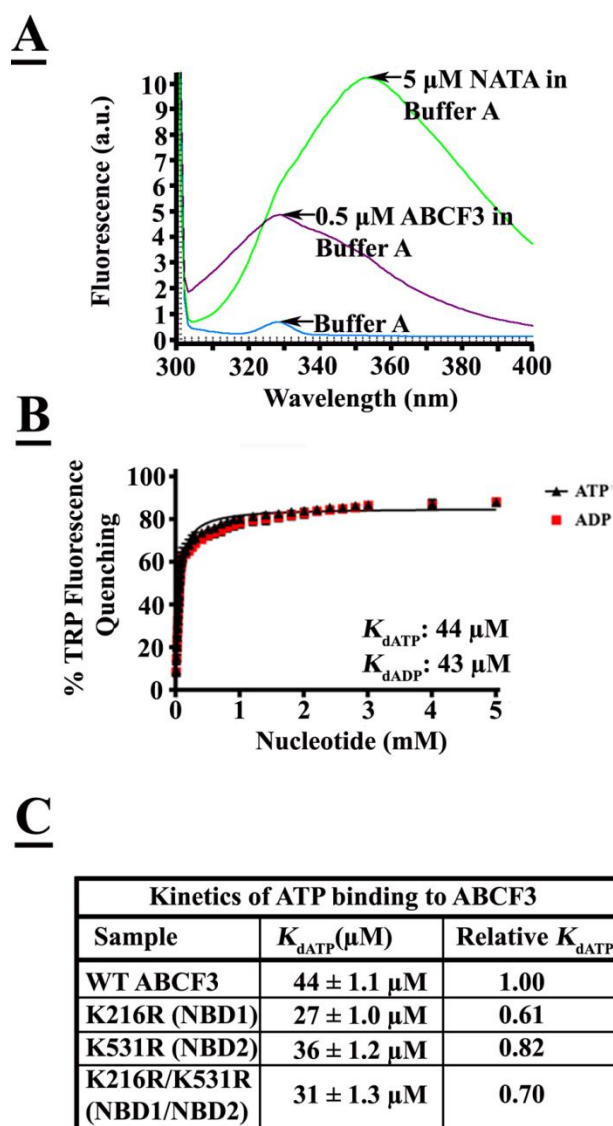 A
Fluorescence (a.u.)
10
9
8
7
6
5
4
3
2
1
0
5 µM NATA in
Buffer A
0.5 µM ABCF3 in
Buffer A
Buffer A
300 320 340 360 380 400
Wavelength (nm)
B
% TRP Fluorescence
Quenching
100
80
60
40
20
0
ATP
ADP
KdATP: 44 µM
KdADP: 43 µM
0 1 2 3 4 5
Nucleotide (mM)
C
Kinetics of ATP binding to ABCF3
Sample KdATP(µM) Relative KdATP
WT ABCF3 44 ± 1.1 µM 1.00
K216R (NBD1) 27 ± 1.0 µM 0.61
K531R (NBD2) 36 ± 1.2 µM 0.82
K216R/K531R
(NBD1/NBD2) 31 ± 1.3 µM 0.70